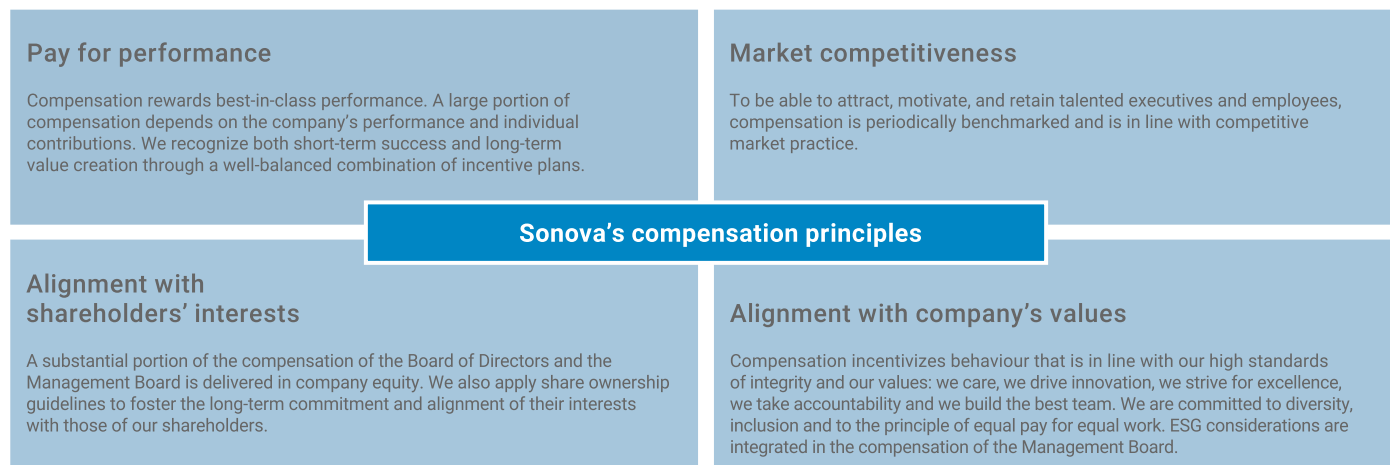 Pay for performance
Compensation rewards best-in-class performance. A large portion of
compensation depends on the company’s performance and individual
contributions. We recognize both short-term success and long-term
value creation through a well-balanced combination of incentive plans.
Market competitiveness
To be able to attract, motivate, and retain talented executives and employees,
compensation is periodically benchmarked and is in line with competitive
market practice.
Sonova’s compensation principles
Alignment with
shareholders’ interests
A substantial portion of the compensation of the Board of Directors and the
Management Board is delivered in company equity. We also apply share ownership
guidelines to foster the long-term commitment and alignment of their interests
with those of our shareholders.
Alignment with company’s values
Compensation incentivizes behaviour that is in line with our high standards
of integrity and our values: we care, we drive innovation, we strive for excellence,
we take accountability and we build the best team. We are committed to diversity,
inclusion and to the principle of equal pay for equal work. ESG considerations are
integrated in the compensation of the Management Board.